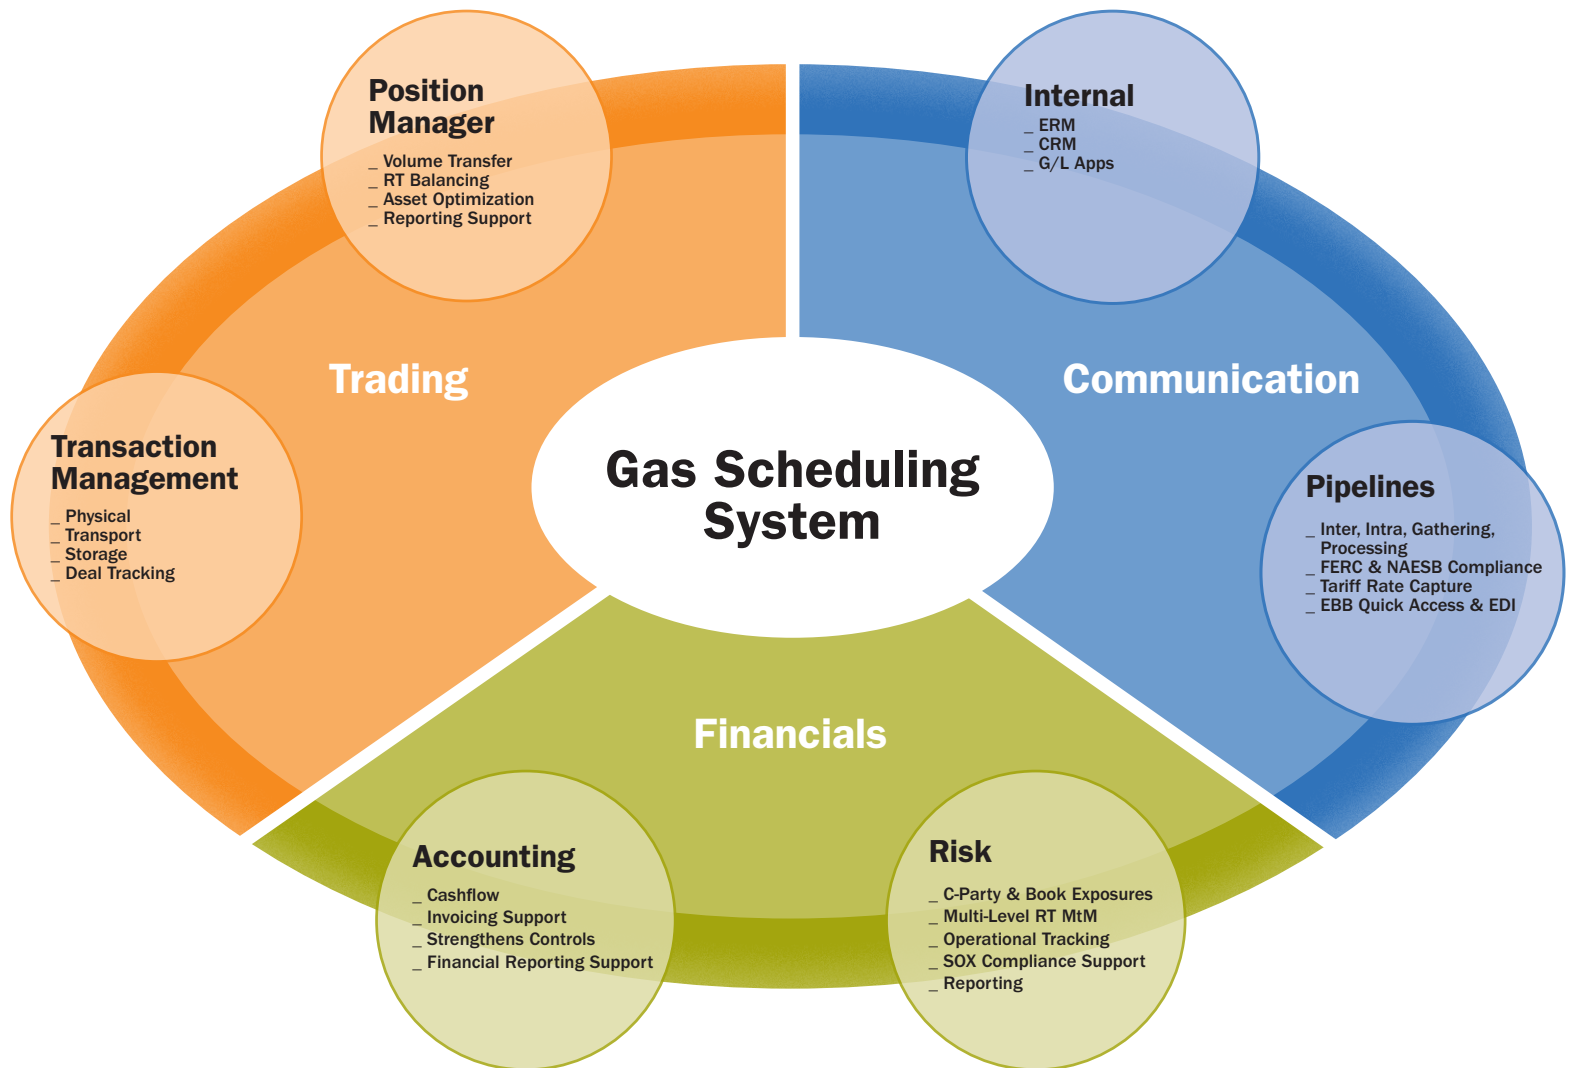 Position
Manager
_ Volume Transfer
_ RT Balancing
_ Asset Optimization
_ Reporting Support
Internal
_ ERM
_ CRM
_ G/L Apps
Trading
Communication
Transaction
Management
_ Physical
_ Transport
_ Storage
_ Deal Tracking
Gas Scheduling
System
Pipelines
_ Inter, Intra, Gathering,
Processing
_ FERC & NAESB Compliance
_ Tariff Rate Capture
_ EBB Quick Access & EDI
Financials
Accounting
_ Cashflow
_ Invoicing Support
_ Strengthens Controls
_ Financial Reporting Support
Risk
_ C-Party & Book Exposures
_ Multi-Level RT MtM
_ Operational Tracking
_ SOX Compliance Support
_ Reporting